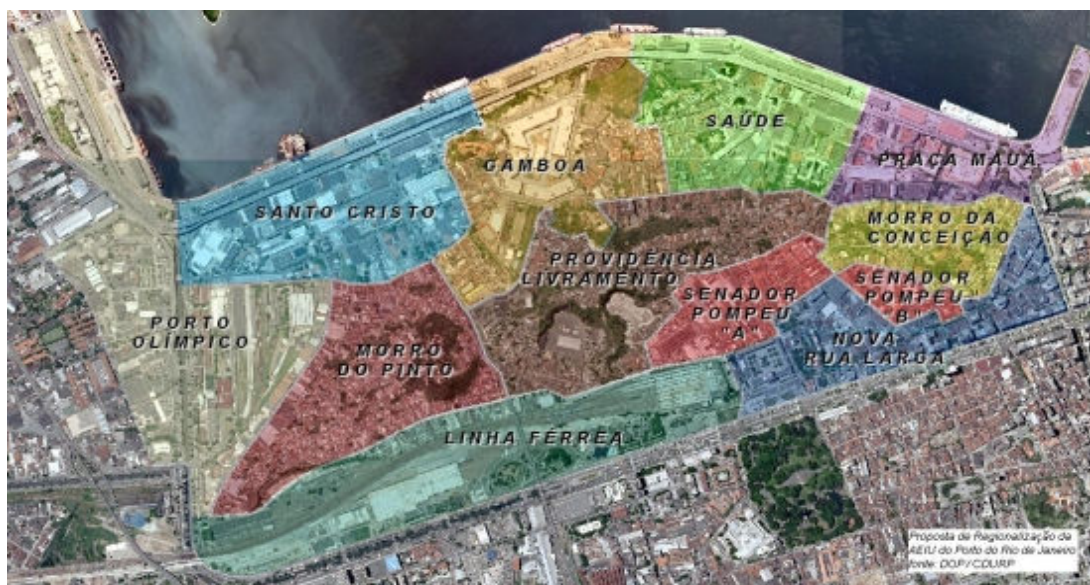 SAÚDE
GAMBOA
PRAÇA MAUÁ
SANTO CRISTO
MORRO DA
CONCEIÇÃO
PROVIDÊNCIA
LIVRAMENTO
SENADOR
POMPEU
"A"
SENADOR
POMPEU
"B"
PORTO
OLÍMPICO
MORRO
DO PINTO
NOVA
RUA LARGA
LINHA FÉRREA
Proposta de Regionalização da
AEIU do Porto do Rio de Janeiro
fonte: DOP/CDURP